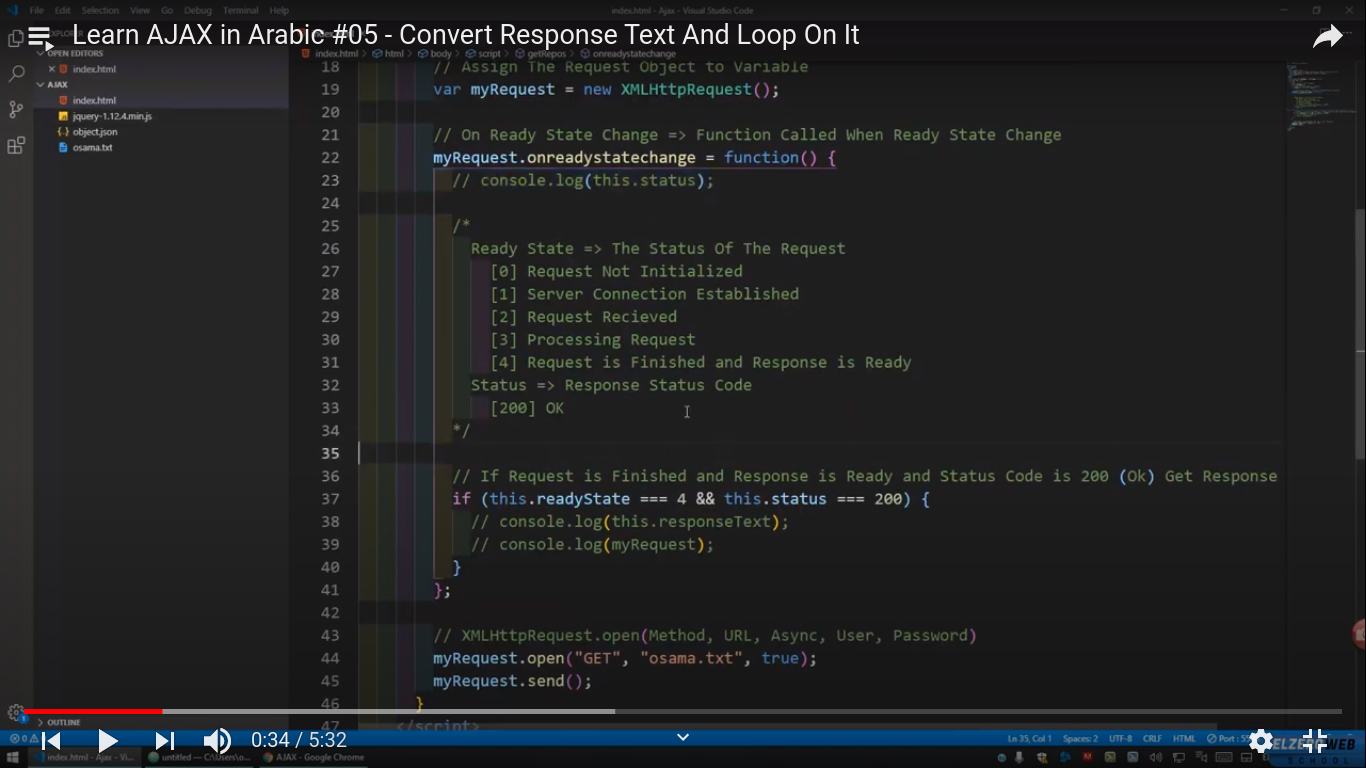 File Edit Selection View Go Debug Terminal Help
index.html - Ajax - Visual Studio Code
Learn AJAX in Arabic #05 - Convert Response Text And Loop On It
OPEN EDITORS
index.html
AJAX
index.html
jquery-1.12.4.min.js
object.json
osama.txt
OUTLINE
index.html > html > body > script > getRepos > onreadystatechange
18 // Assign The Request Object to Variable
19 var myRequest = new XMLHttpRequest();
20
21 // On Ready State Change => Function Called When Ready State Change
22 myRequest.onreadystatechange = function() {
23 // console.log(this.status);
24
25 /*
26 Ready State => The Status Of The Request
27 [0] Request Not Initialized
28 [1] Server Connection Established
29 [2] Request Recieved
30 [3] Processing Request
31 [4] Request is Finished and Response is Ready
32 Status => Response Status Code
33 [200] OK
34 */
35
36 // If Request is Finished and Response is Ready and Status Code is 200 (Ok) Get Response
37 if (this.readyState === 4 && this.status === 200) {
38 // console.log(this.responseText);
39 // console.log(myRequest);
40 }
41 };
42
43 // XMLHttpRequest.open(Method, URL, Async, User, Password)
44 myRequest.open("GET", "osama.txt", true);
45 myRequest.send();
46 }
47 </script>
0:34 / 5:32
Ln 35, Col 1 Spaces: 2 UTF-8 CRLF HTML Port :
ELZERO WEB
SCHOOL
index.html - Ajax - Vi... untitled — C:\Users\o... AJAX - Google Chrome